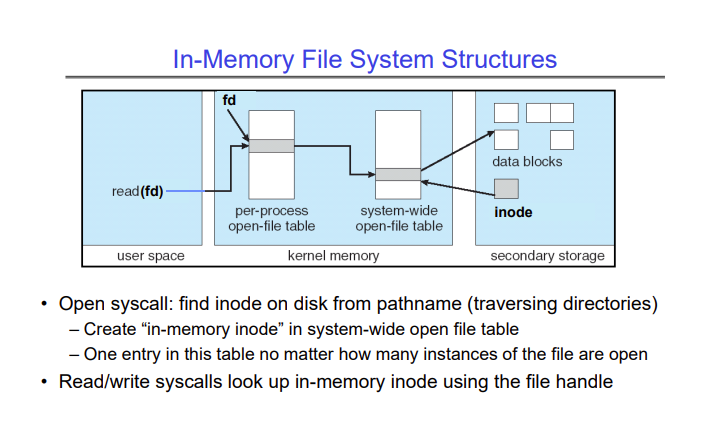 In-Memory File System Structures
fd
read(fd)
data blocks
inode
per-process
open-file table
system-wide
open-file table
user space
kernel memory
secondary storage
• Open syscall: find inode on disk from pathname (traversing directories)
– Create “in-memory inode” in system-wide open file table
– One entry in this table no matter how many instances of the file are open
• Read/write syscalls look up in-memory inode using the file handle